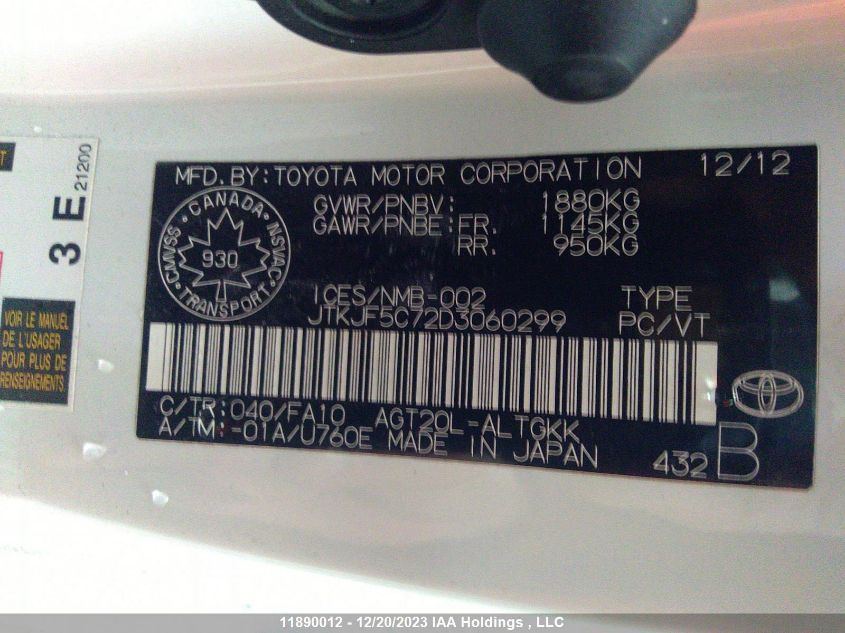 MFD.BY:TOYOTA MOTOR CORPORATION 12/12
GVWR/PNBV: 1880KG
GAWR/PNBE:FR. 1145KG
RR. 950KG
CANADA
CMVSS NSVAC
930
TRANSPORT
ICES/NMB-002 TYPE
JTKJF5C72D3060299 PC/VT
C/TR:040/FA10 AGT20L-ALTGKK
A/TM:-01A/U760E MADE IN JAPAN
432 B
3 E
21200
VOIR LE MANUEL
DE L'USAGER
POUR PLUS DE
RENSEIGNEMENTS.
11890012 - 12/20/2023 IAA Holdings , LLC